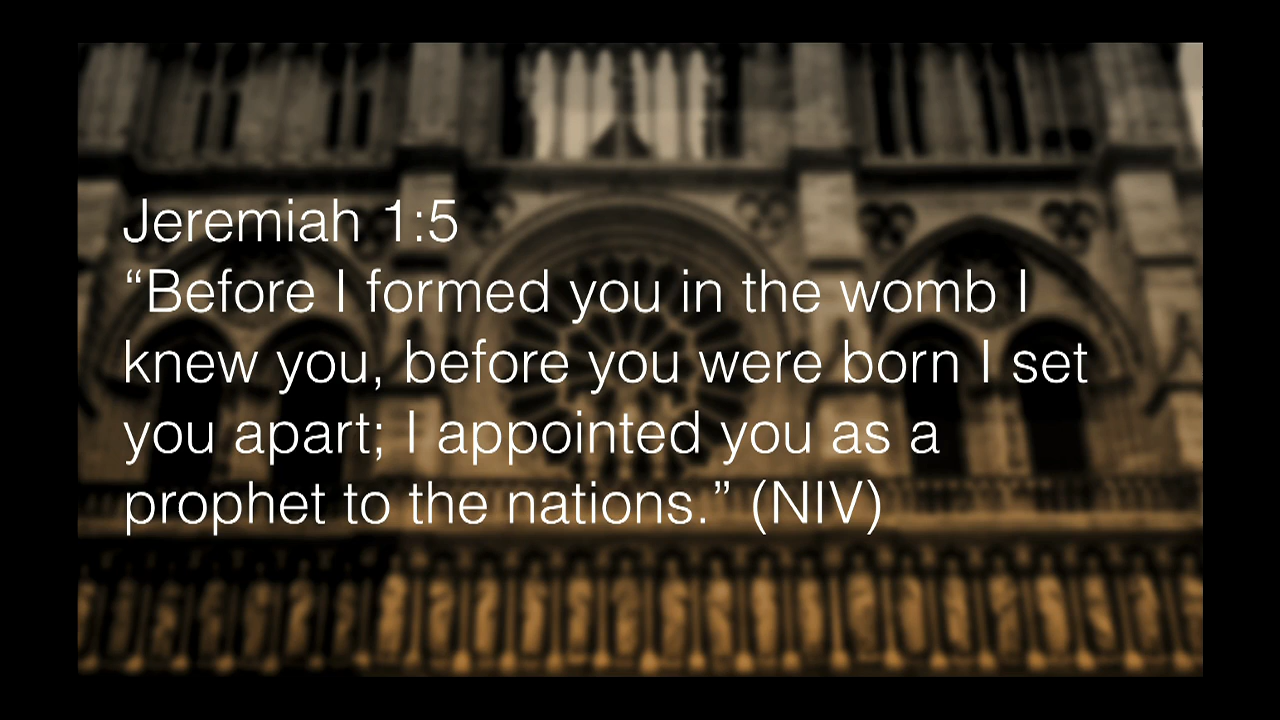 Jeremiah 1:5
“Before I formed you in the womb I
knew you, before you were born I set
you apart; I appointed you as a
prophet to the nations.” (NIV)